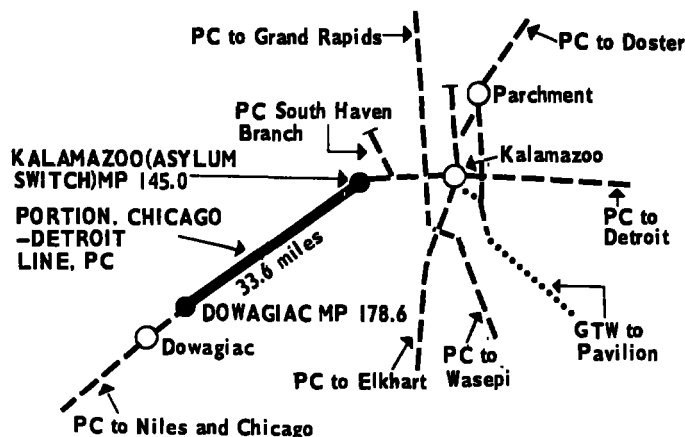 PC to Grand Rapids
PC to Doster
Parchment
PC South Haven
Branch
Kalamazoo
KALAMAZOO(ASYLUM
SWITCH)MP 145.0
PORTION, CHICAGO
–DETROIT
LINE, PC
33.6 miles
PC to
Detroit
DOWAGIAC MP 178.6
Dowagiac
GTW to
Pavilion
PC to
Wasepi
PC to Elkhart
PC to Niles and Chicago